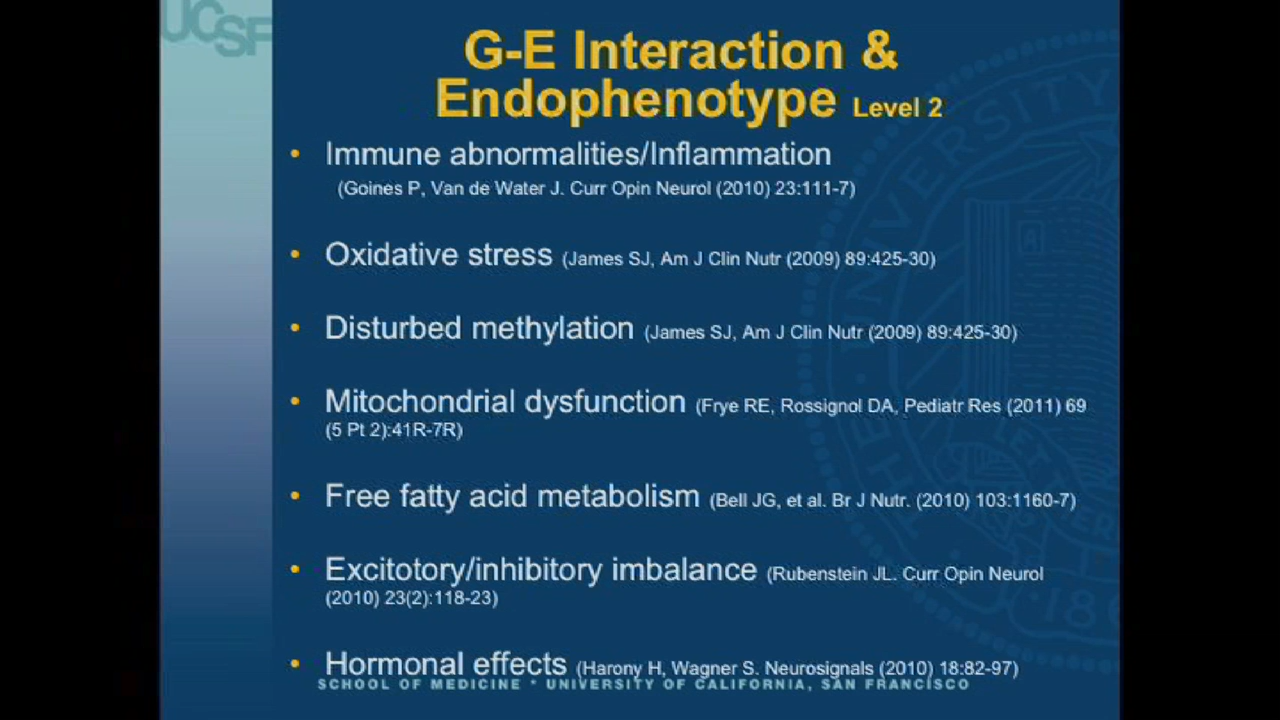 UCSF
G-E Interaction &
Endophenotype Level 2
• Immune abnormalities/Inflammation
(Goines P, Van de Water J. Curr Opin Neurol (2010) 23:111-7)
• Oxidative stress (James SJ, Am J Clin Nutr (2009) 89:425-30)
• Disturbed methylation (James SJ, Am J Clin Nutr (2009) 89:425-30)
• Mitochondrial dysfunction (Frye RE, Rossignol DA, Pediatr Res (2011) 69
(5 Pt 2):41R-7R)
• Free fatty acid metabolism (Bell JG, et al. Br J Nutr. (2010) 103:1160-7)
• Excitotory/inhibitory imbalance (Rubenstein JL. Curr Opin Neurol
(2010) 23(2):118-23)
• Hormonal effects (Harony H, Wagner S. Neurosignals (2010) 18:82-97)
SCHOOL OF MEDICINE * UNIVERSITY OF CALIFORNIA, SAN FRANCISCO